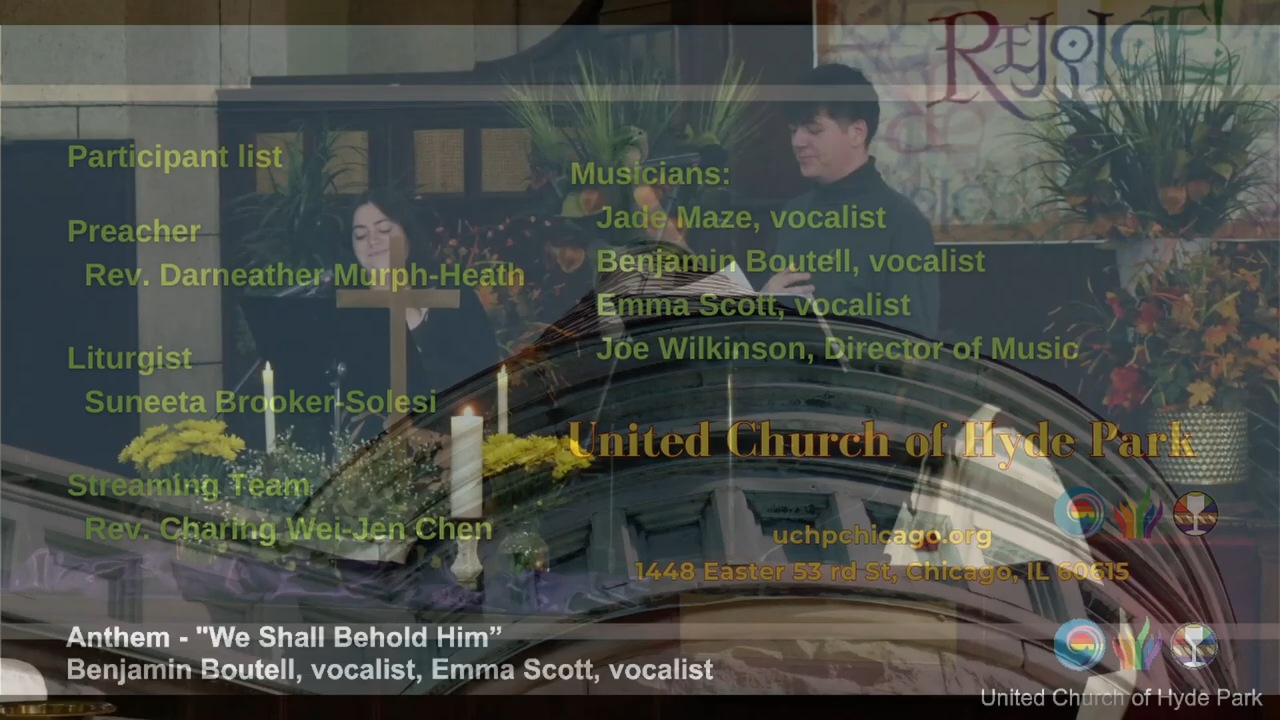 REJOICE!
Participant list
Preacher
Rev. Darneather Murph-Heath
Liturgist
Suneeta Brooker-Solesi
Streaming Team
Rev. Charing Wei-Jen Chen
Musicians:
Jade Maze, vocalist
Benjamin Boutell, vocalist
Emma Scott, vocalist
Joe Wilkinson, Director of Music
United Church of Hyde Park
uchpchicago.org
1448 Easter 53 rd St, Chicago, IL 60615
Anthem - "We Shall Behold Him”
Benjamin Boutell, vocalist, Emma Scott, vocalist
United Church of Hyde Park